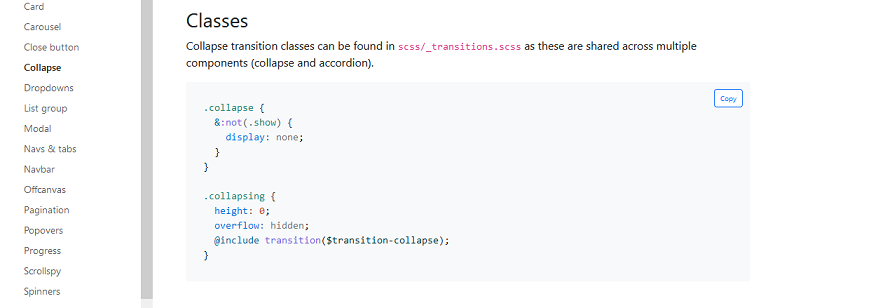 Card
Carousel
Close button
Collapse
Dropdowns
List group
Modal
Navs & tabs
Navbar
Offcanvas
Pagination
Popovers
Progress
Scrollspy
Spinners
Classes
Collapse transition classes can be found in scss/_transitions.scss as these are shared across multiple
components (collapse and accordion).
Copy
.collapse {
  &:not(.show) {
    display: none;
  }
}

.collapsing {
  height: 0;
  overflow: hidden;
  @include transition($transition-collapse);
}